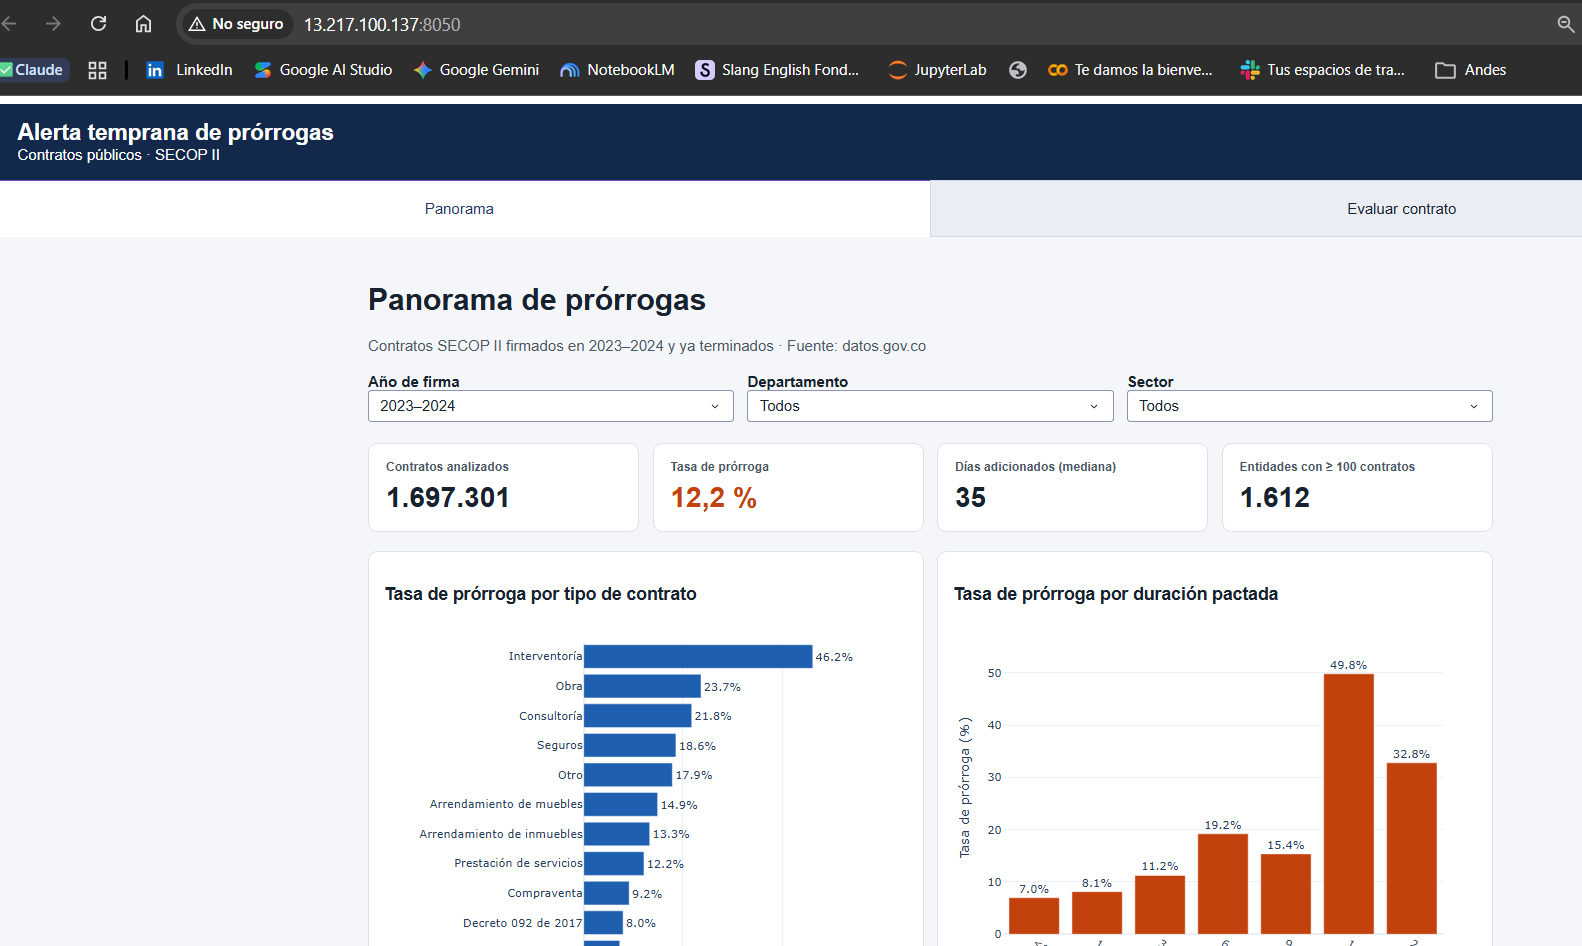 No seguro
13.217.100.137:8050
Claude
LinkedIn
Google AI Studio
Google Gemini
NotebookLM
Slang English Fond...
JupyterLab
Te damos la bienve...
Tus espacios de tra...
Andes
Alerta temprana de prórrogas
Contratos públicos · SECOP II
Panorama
Evaluar contrato
Panorama de prórrogas
Contratos SECOP II firmados en 2023–2024 y ya terminados · Fuente: datos.gov.co
Año de firma
2023–2024
Departamento
Todos
Sector
Todos
Contratos analizados
1.697.301
Tasa de prórroga
12,2 %
Días adicionados (mediana)
35
Entidades con ≥ 100 contratos
1.612
Tasa de prórroga por tipo de contrato
Interventoría 46.2%
Obra 23.7%
Consultoría 21.8%
Seguros 18.6%
Otro 17.9%
Arrendamiento de muebles 14.9%
Arrendamiento de inmuebles 13.3%
Prestación de servicios 12.2%
Compraventa 9.2%
Decreto 092 de 2017 8.0%
Tasa de prórroga por duración pactada
Tasa de prórroga (%)
50
40
30
20
10
0
7.0%
8.1%
11.2%
19.2%
15.4%
49.8%
32.8%